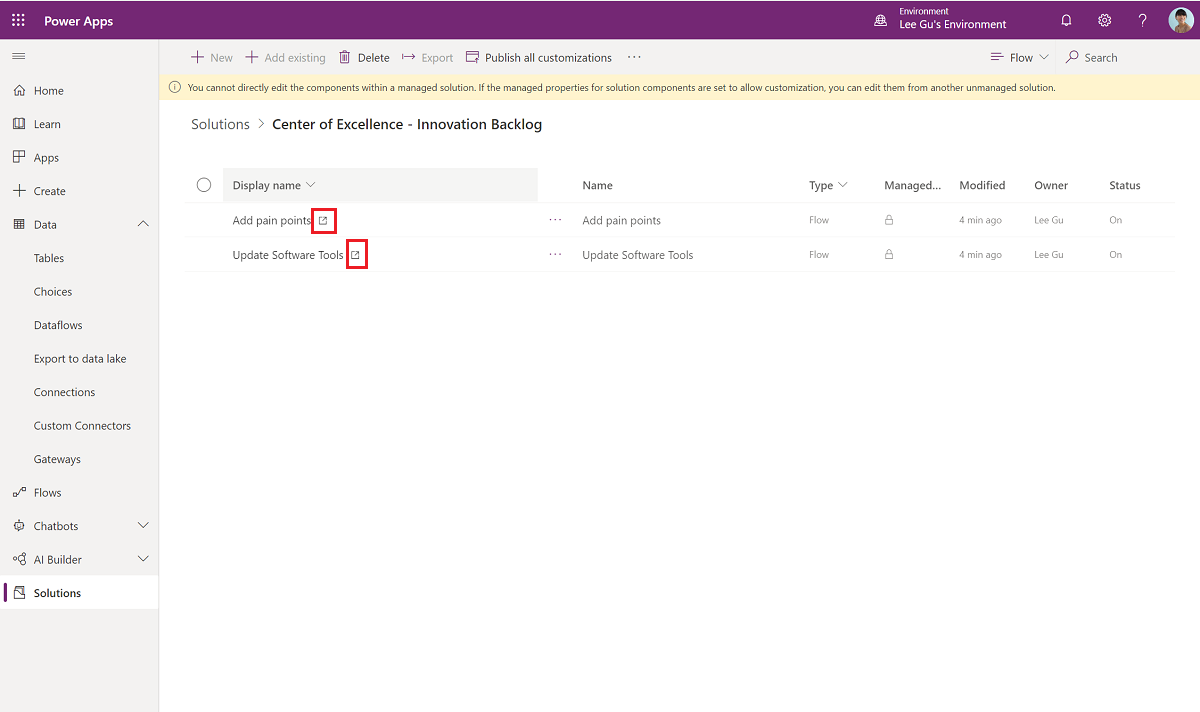 Power Apps
Environment
Lee Gu's Environment
Home
Learn
Apps
Create
Data
Tables
Choices
Dataflows
Export to data lake
Connections
Custom Connectors
Gateways
Flows
Chatbots
AI Builder
Solutions
New Add existing Delete Export Publish all customizations ··· Flow Search
You cannot directly edit the components within a managed solution. If the managed properties for solution components are set to allow customization, you can edit them from another unmanaged solution.
Solutions > Center of Excellence - Innovation Backlog
Display name Name Type Managed... Modified Owner Status
Add pain points ··· Add pain points Flow 4 min ago Lee Gu On
Update Software Tools ··· Update Software Tools Flow 4 min ago Lee Gu On